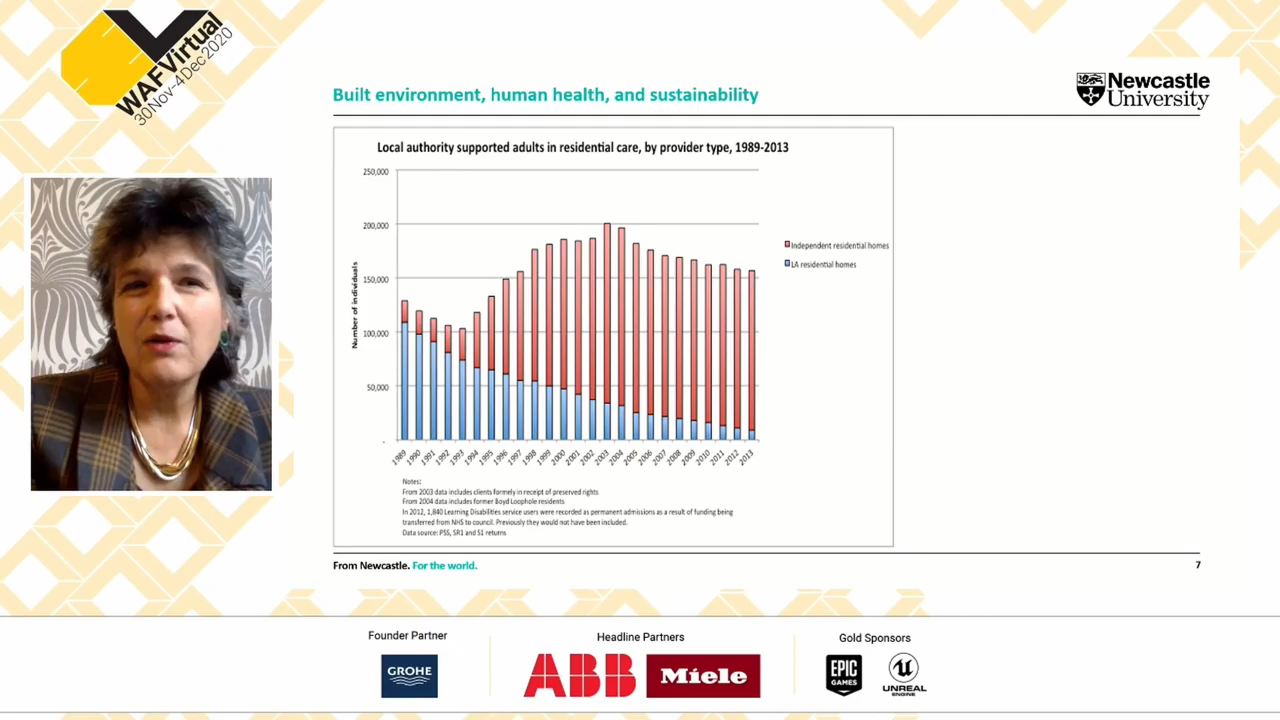 WAFVirtual
30Nov-4Dec2020
Built environment, human health, and sustainability
Newcastle
University
Local authority supported adults in residential care, by provider type, 1989-2013
Number of individuals
250,000
200,000
150,000
100,000
50,000
-
1989
1990
1991
1992
1993
1994
1995
1996
1997
1998
1999
2000
2001
2002
2003
2004
2005
2006
2007
2008
2009
2010
2011
2012
2013
Independent residential homes
LA residential homes
Notes:
From 2003 data includes clients formely in receipt of preserved rights
From 2004 data includes former Boyd Loophole residents
In 2012, 1,840 Learning Disabilities service users were recorded as permanent admissions as a result of funding being
transferred from NHS to council. Previously they would not have been included.
Data source: PSS, SR1 and S1 returns
From Newcastle. For the world.
7
Founder Partner
Headline Partners
Gold Sponsors
GROHE
ABB
Miele
EPIC
GAMES
UNREAL
ENGINE